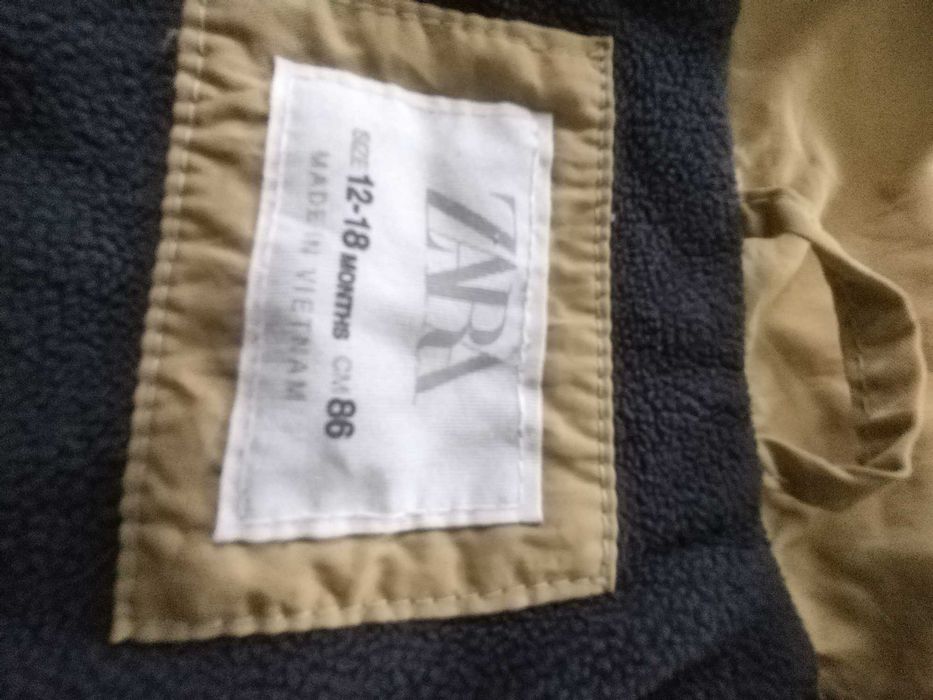 ZARA
SIZE 12-18 MONTHS CM 86
MADE IN VIETNAM